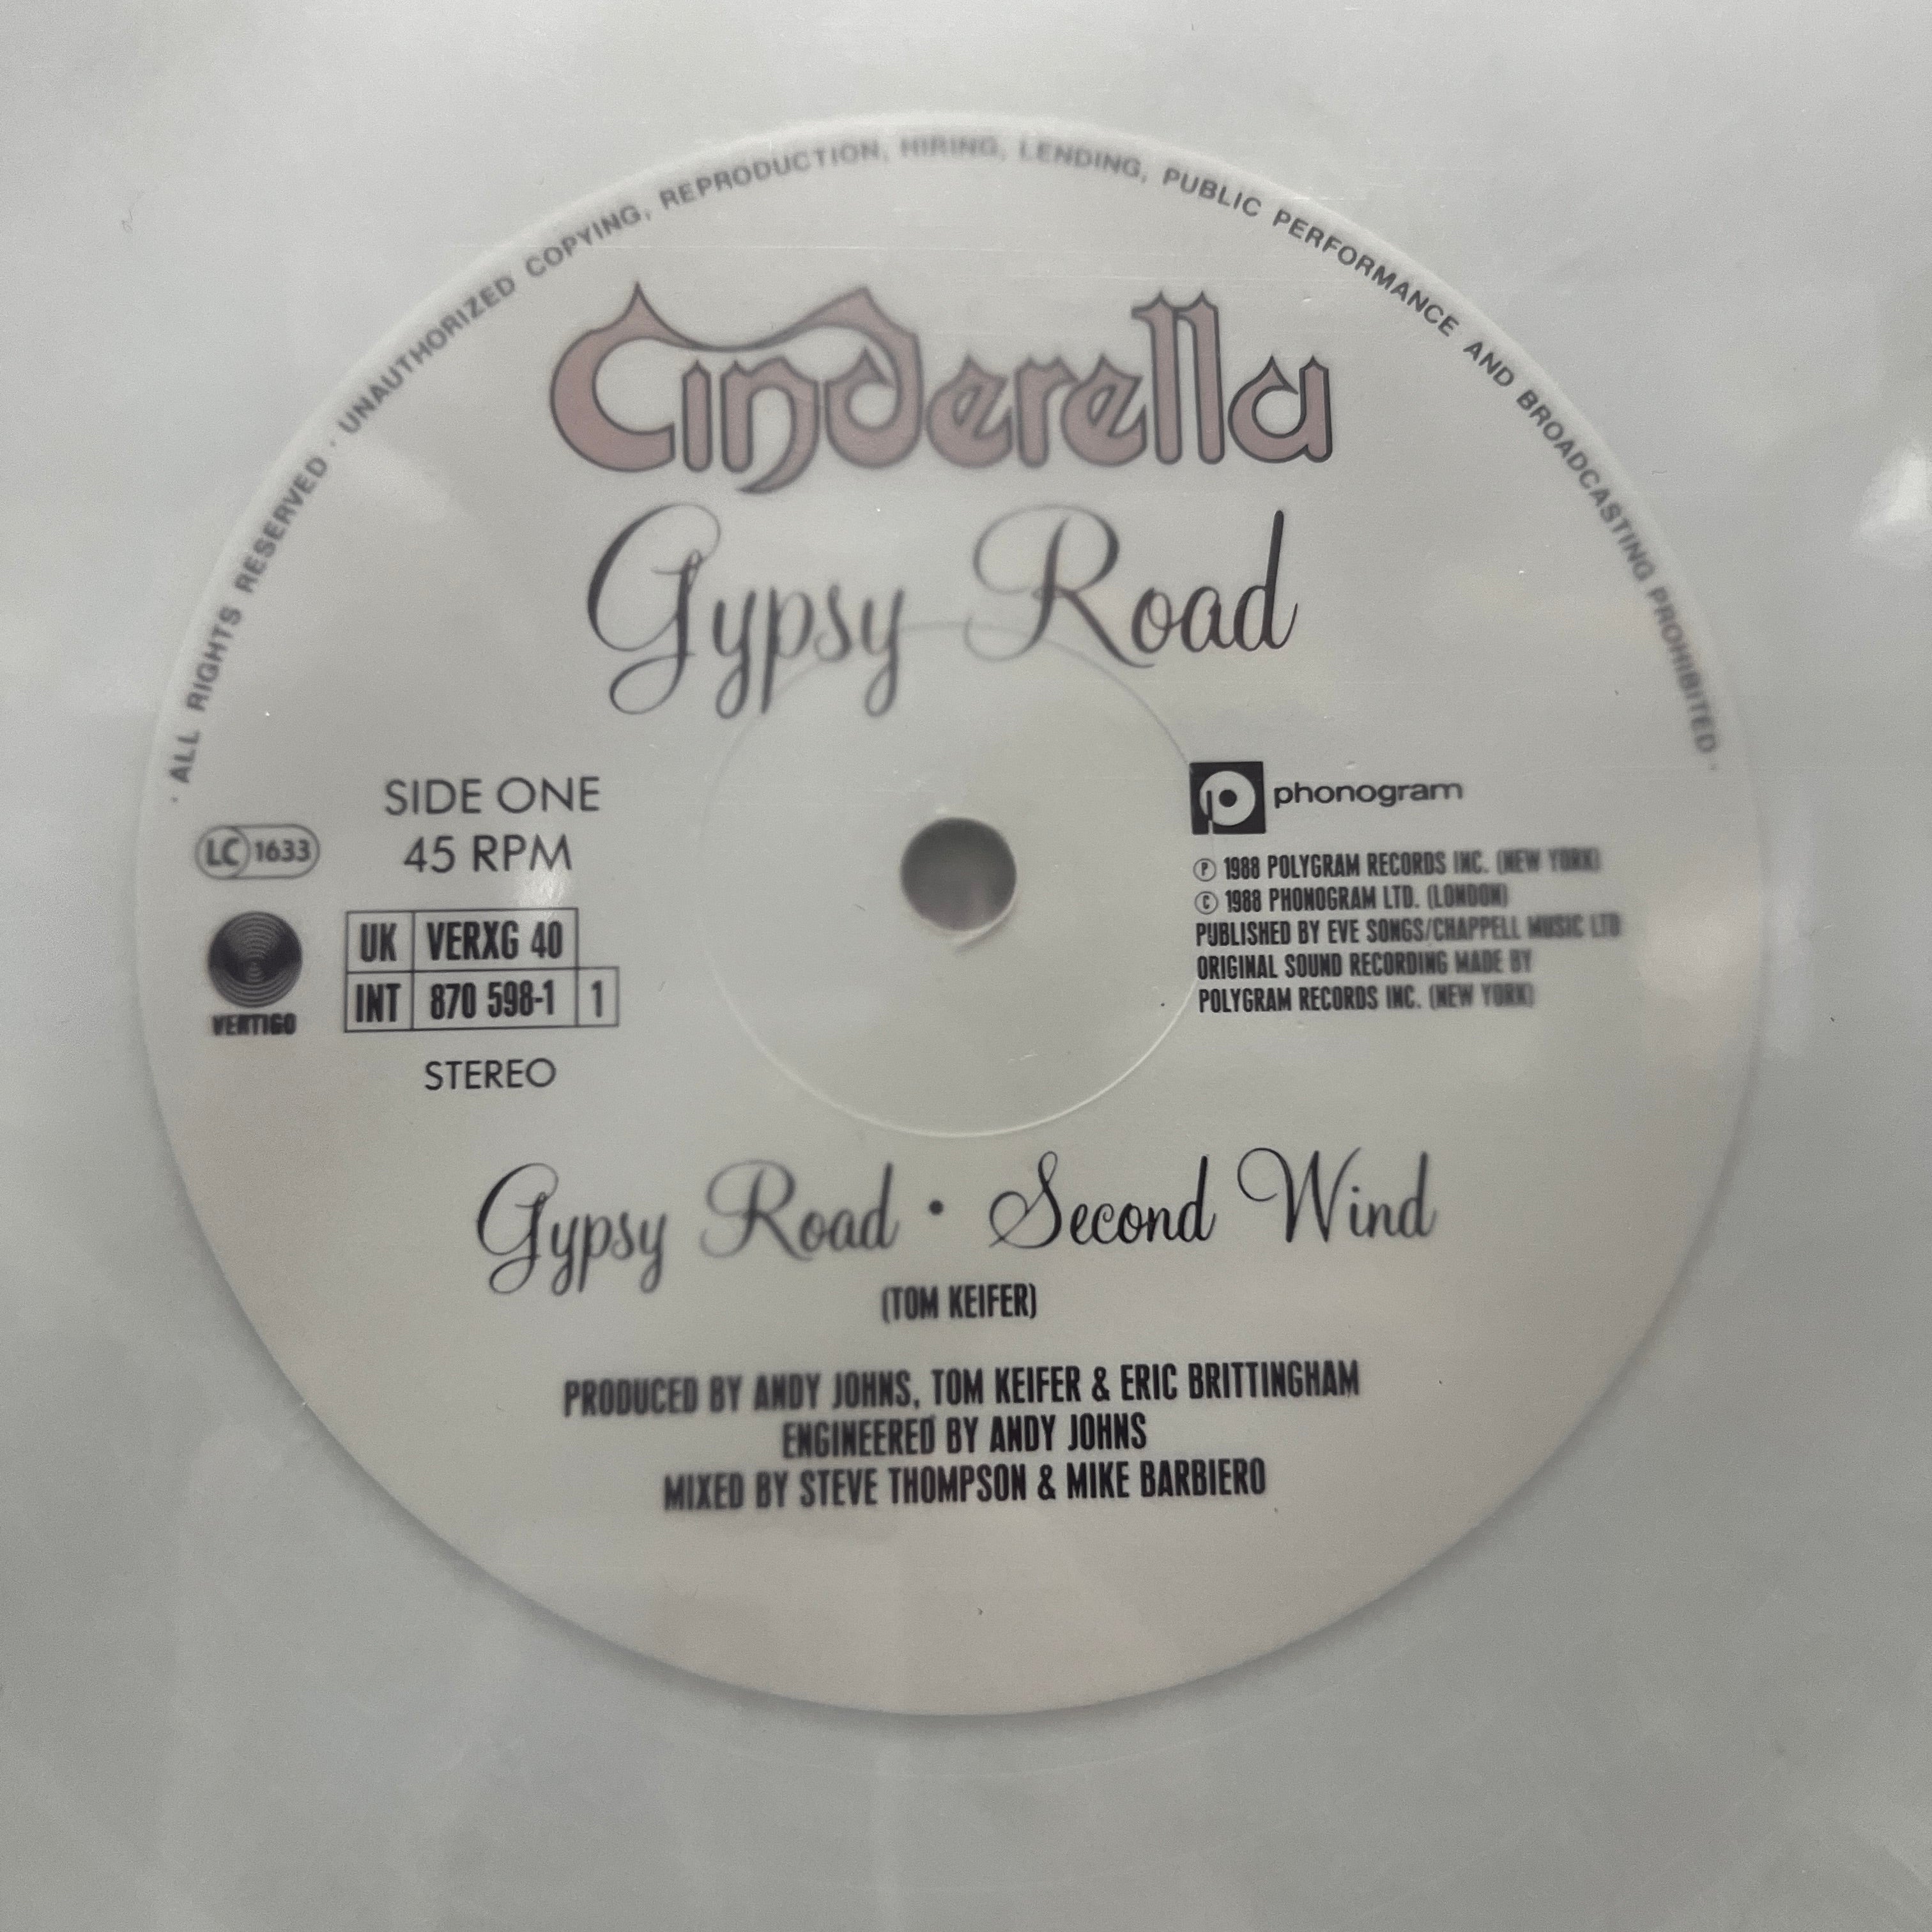 · ALL RIGHTS RESERVED · UNAUTHORIZED COPYING, REPRODUCTION, HIRING, LENDING, PUBLIC PERFORMANCE AND BROADCASTING PROHIBITED ·
Cinderella
Gypsy Road
SIDE ONE
45 RPM
LC 1633
UK VERXG 40
INT 870 598-1 1
VERTIGO
STEREO
phonogram
℗ 1988 POLYGRAM RECORDS INC. (NEW YORK)
© 1988 PHONOGRAM LTD. (LONDON)
PUBLISHED BY EVE SONGS/CHAPPELL MUSIC LTD
ORIGINAL SOUND RECORDING MADE BY
POLYGRAM RECORDS INC. (NEW YORK)
Gypsy Road · Second Wind
(TOM KEIFER)
PRODUCED BY ANDY JOHNS, TOM KEIFER & ERIC BRITTINGHAM
ENGINEERED BY ANDY JOHNS
MIXED BY STEVE THOMPSON & MIKE BARBIERO